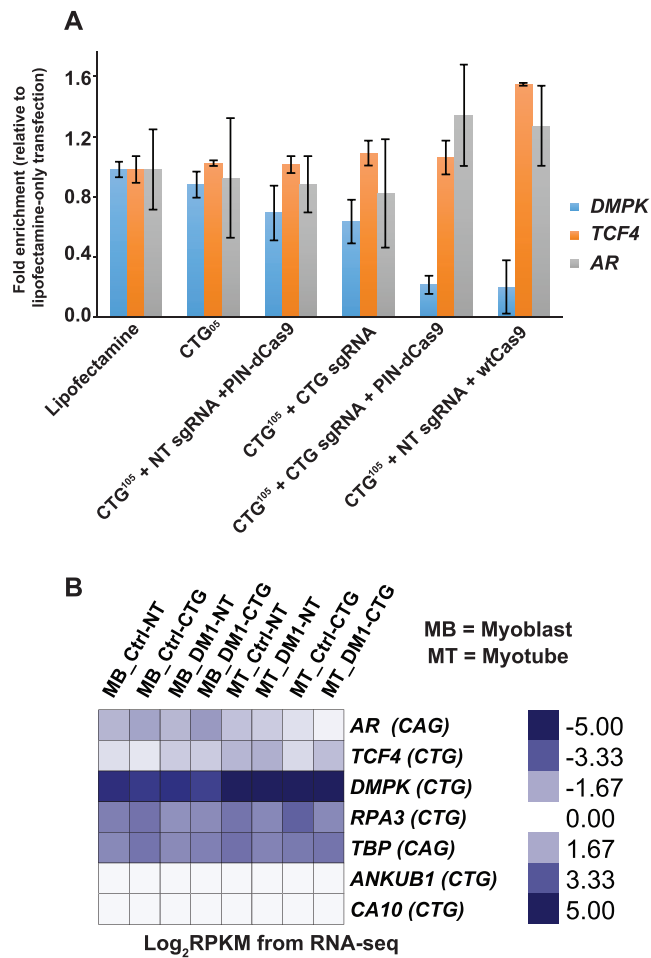 A
Fold enrichment (relative to
lipofectamine-only transfection)
1.6
1.2
0.8
0.4
0.0
DMPK
TCF4
AR
Lipofectamine
CTG05
CTG105 + NT sgRNA +PIN-dCas9
CTG105 + CTG sgRNA
CTG105 + CTG sgRNA + PIN-dCas9
CTG105 + NT sgRNA + wtCas9
B
MB_Ctrl-NT
MB_Ctrl-CTG
MB_DM1-NT
MB_DM1-CTG
MT_Ctrl-NT
MT_DM1-NT
MT_Ctrl-CTG
MT_DM1-CTG
MB = Myoblast
MT = Myotube
AR (CAG)
TCF4 (CTG)
DMPK (CTG)
RPA3 (CTG)
TBP (CAG)
ANKUB1 (CTG)
CA10 (CTG)
-5.00
-3.33
-1.67
0.00
1.67
3.33
5.00
Log2RPKM from RNA-seq